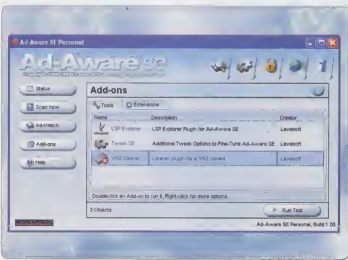 Ad-Aware SE Personal
Ad-Aware SE
Status
Scan now
Ad-Watch
Add-ons
Help
Add-ons
Tools
Extensions
Name
Description
Creator
LSP Explorer
LSP Explorer Plugin for Ad-Aware SE
Lavasoft
Tweak SE
Additional Tweak Options to Fine-Tune Ad-Aware SE
Lavasoft
VX2 Cleaner
Cleaner plugin for a VX2 variant
Lavasoft
Doubleclick an Add-on to run it, Right-click for more options
3 Objects
Run Tool
Ad-Aware SE Personal, Build 1.06